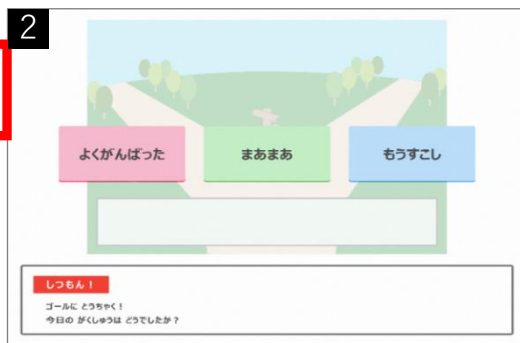 2
よくがんばった
まあまあ
もうすこし
しつもん！
ゴールに とうちゃく！
今日の がくしゅうは どうでしたか？